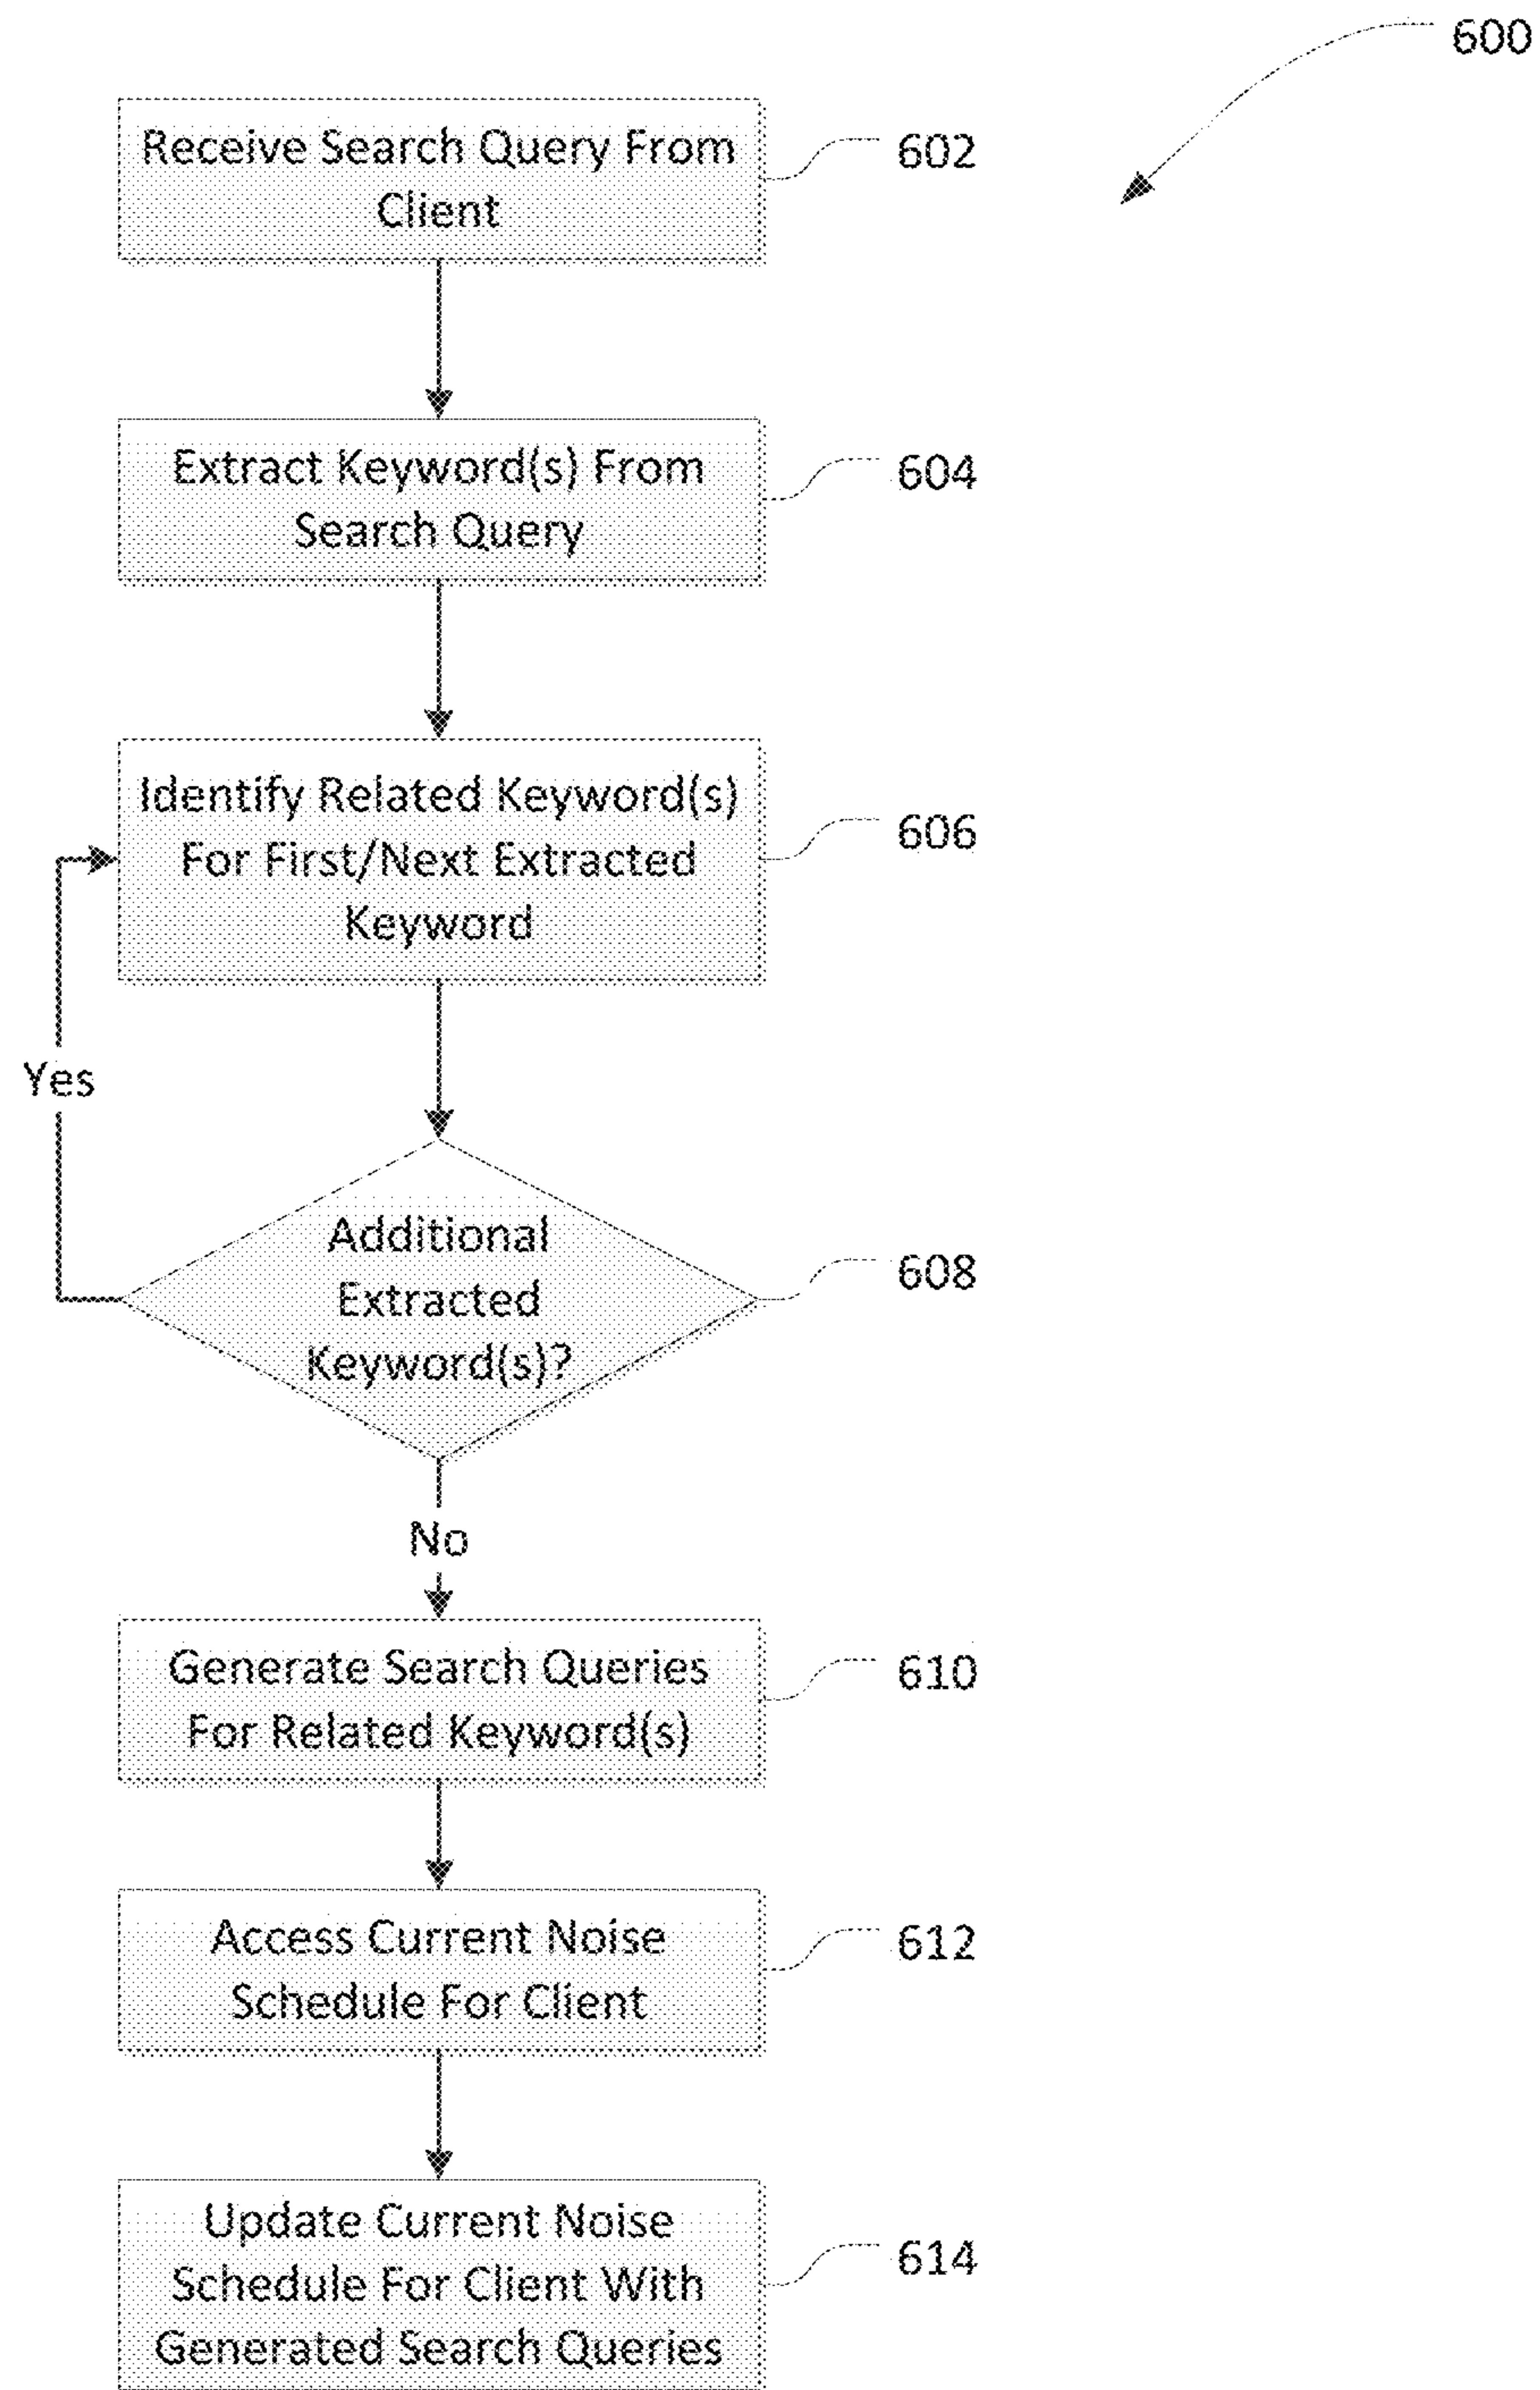 600
Receive Search Query From
Client
602
Extract Keyword(s) From
Search Query
604
Identify Related Keyword(s)
For First/Next Extracted
Keyword
606
Yes
Additional
Extracted
Keyword(s)?
608
No
Generate Search Queries
For Related Keyword(s)
610
Access Current Noise
Schedule For Client
612
Update Current Noise
Schedule For Client With
Generated Search Queries
614